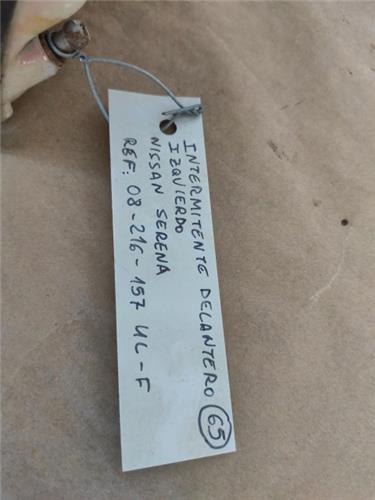 INTERMITENTE DELANTERO 65
IZQUIERDO
NISSAN SERENA
REF: 08-216-157 UL-F